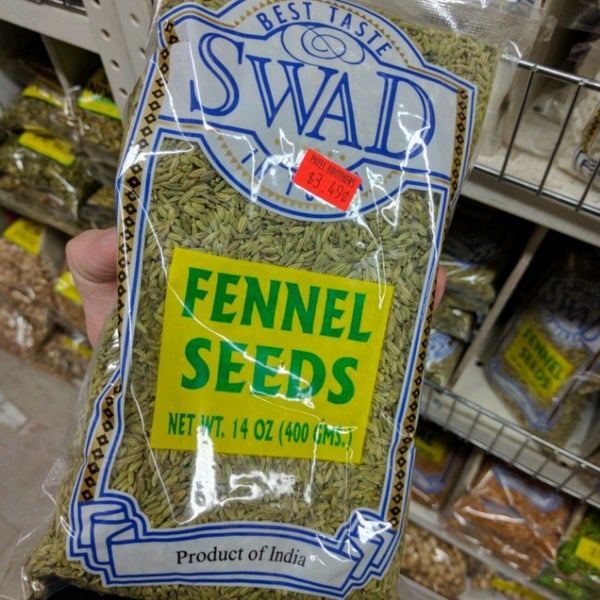 BEST TASTE
SWAD
PATEL BROTHERS
$3.49
FENNEL
SEEDS
NET WT. 14 OZ (400 GMS.)
Product of India
SWAD
FENNEL
SEEDS